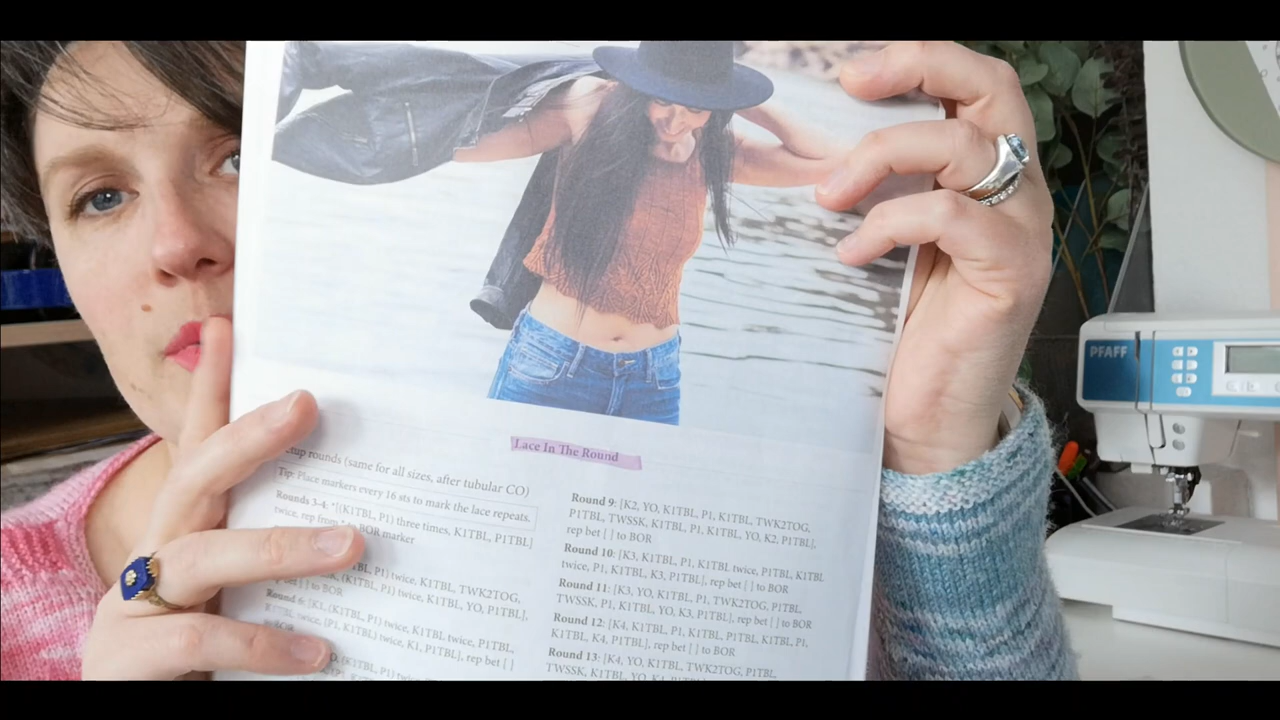 Lace In The Round
rounds (same for all sizes, after tubular CO)
Tip: Place markers every 16 sts to mark the lace repeats.
Rounds 3-4: *[(K1TBL, P1) three times, K1TBL, P1TBL]
twice, rep from * to BOR marker
P1) twice, K1TBL, TWK2TOG,
(K1TBL, P1) twice, K1TBL, YO, P1TBL],
rep bet [ ] to BOR
Round 6: [K1, (K1TBL, P1) twice, K1TBL twice, P1TBL,
twice, (P1, K1TBL) twice, K1, P1TBL], rep bet [ ]
BOR
(K1TBL, P1) twice,
Round 9: [K2, YO, K1TBL, P1, K1TBL, TWK2TOG,
P1TBL, TWSSK, K1TBL, P1, K1TBL, YO, K2, P1TBL],
rep bet [ ] to BOR
Round 10: [K3, K1TBL, P1, K1TBL twice, P1TBL, K1TBL
twice, P1, K1TBL, K3, P1TBL], rep bet [ ] to BOR
Round 11: [K3, YO, K1TBL, P1, TWK2TOG, P1TBL,
TWSSK, P1, K1TBL, YO, K3, P1TBL], rep bet [ ] to BOR
Round 12: [K4, K1TBL, P1, K1TBL, P1TBL, K1TBL, P1,
K1TBL, K4, P1TBL], rep bet [ ] to BOR
Round 13: [K4, YO, K1TBL, TWK2TOG, P1TBL,
TWSSK, K1TBL, YO, K4, P1TBL],
PFAFF